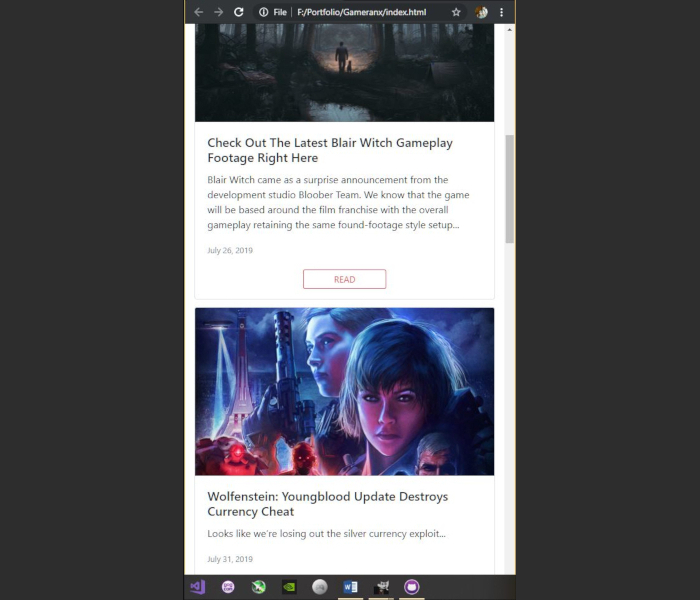 File | F:/Portfolio/Gameranx/index.html
Check Out The Latest Blair Witch Gameplay
Footage Right Here
Blair Witch came as a surprise announcement from the
development studio Bloober Team. We know that the game
will be based around the film franchise with the overall
gameplay retaining the same found-footage style setup...
July 26, 2019
READ
Wolfenstein: Youngblood Update Destroys
Currency Cheat
Looks like we're losing out the silver currency exploit...
July 31, 2019